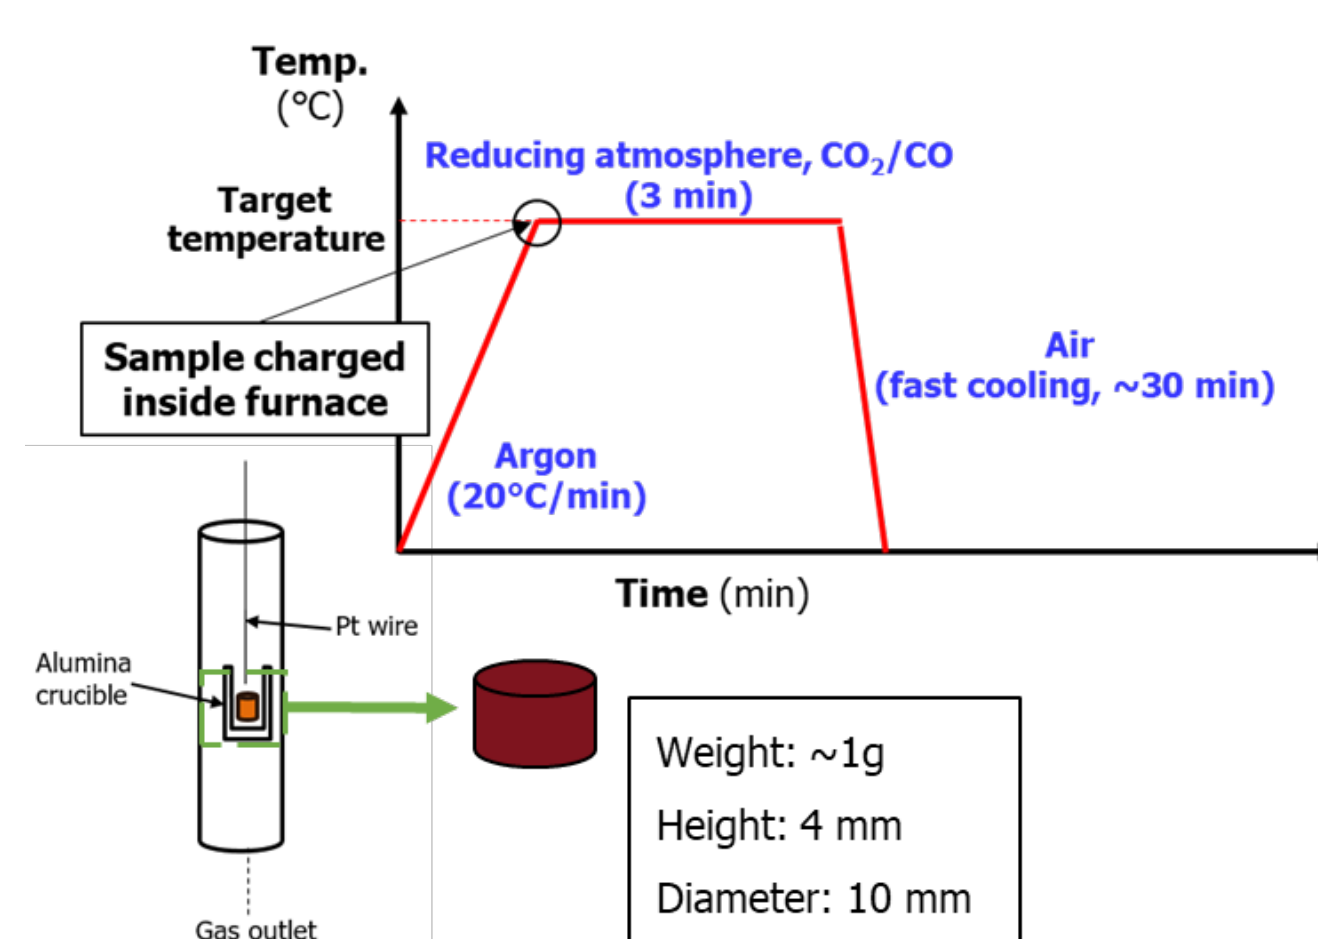 Temp.
(°C)
Reducing atmosphere, CO₂/CO
(3 min)
Target
temperature
Sample charged
inside furnace
Air
(fast cooling, ~30 min)
Argon
(20°C/min)
Time (min)
Pt wire
Alumina
crucible
Gas outlet
Weight: ~1g
Height: 4 mm
Diameter: 10 mm